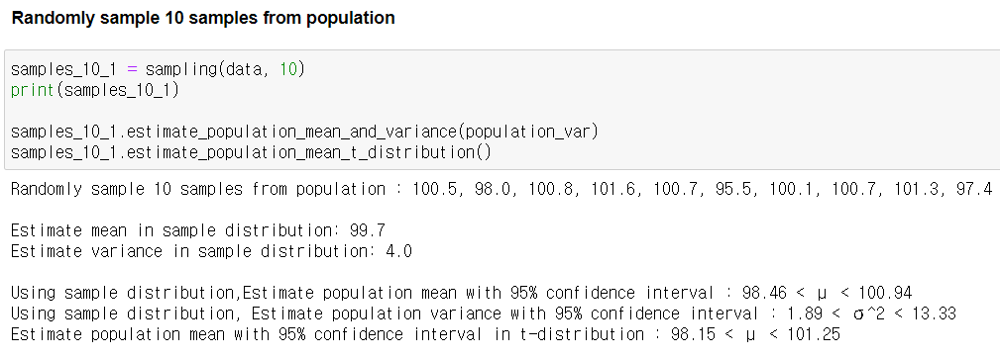 Randomly sample 10 samples from population
samples_10_1 = sampling(data, 10)
print(samples_10_1)
samples_10_1.estimate_population_mean_and_variance(population_var)
samples_10_1.estimate_population_mean_t_distribution()
Randomly sample 10 samples from population : 100.5, 98.0, 100.8, 101.6, 100.7, 95.5, 100.1, 100.7, 101.3, 97.4
Estimate mean in sample distribution: 99.7
Estimate variance in sample distribution: 4.0
Using sample distribution,Estimate population mean with 95% confidence interval : 98.46 < μ < 100.94
Using sample distribution, Estimate population variance with 95% confidence interval : 1.89 < σ^2 < 13.33
Estimate population mean with 95% confidence interval in t-distribution : 98.15 < μ < 101.25